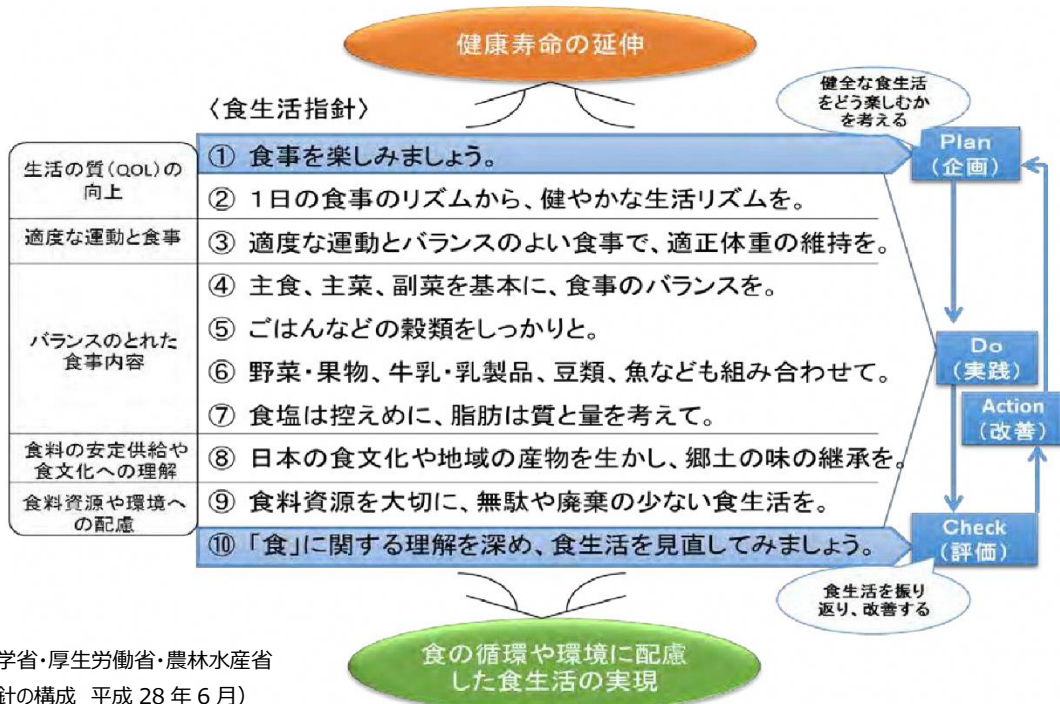 健康寿命の延伸
〈食生活指針〉
健全な食生活
をどう楽しむか
を考える
生活の質(QOL)の
向上
① 食事を楽しみましょう。
Plan
(企画)
② 1日の食事のリズムから、健やかな生活リズムを。
適度な運動と食事
③ 適度な運動とバランスのよい食事で、適正体重の維持を。
バランスのとれた
食事内容
④ 主食、主菜、副菜を基本に、食事のバランスを。
⑤ ごはんなどの穀類をしっかりと。
⑥ 野菜・果物、牛乳・乳製品、豆類、魚なども組み合わせて。
⑦ 食塩は控えめに、脂肪は質と量を考えて。
Do
(実践)
Action
(改善)
食料の安定供給や
食文化への理解
⑧ 日本の食文化や地域の産物を生かし、郷土の味の継承を。
食料資源や環境へ
の配慮
⑨ 食料資源を大切に、無駄や廃棄の少ない食生活を。
⑩ 「食」に関する理解を深め、食生活を見直してみましょう。
Check
(評価)
食生活を振り
返り、改善する
食の循環や環境に配慮
した食生活の実現
学省・厚生労働省・農林水産省
針の構成 平成 28 年 6 月)